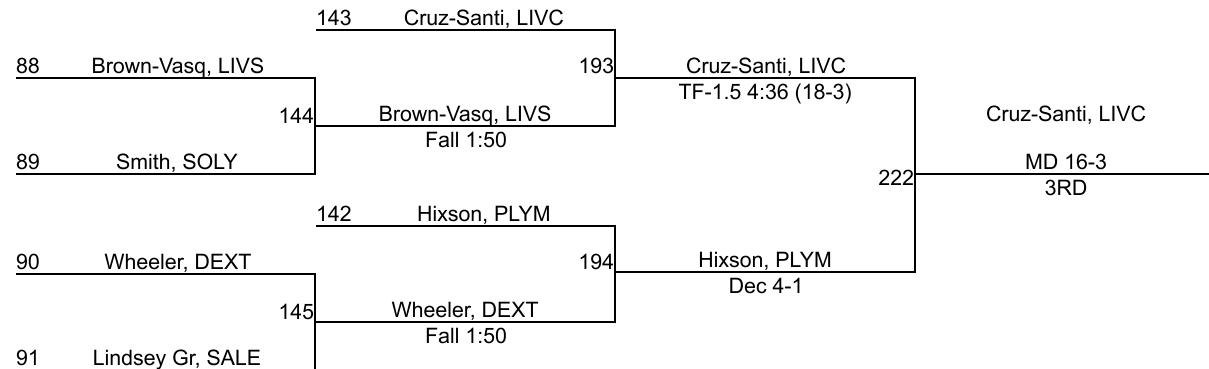 143 Cruz-Santi, LIVC
88 Brown-Vasq, LIVS
193 Cruz-Santi, LIVC
TF-1.5 4:36 (18-3)
144 Brown-Vasq, LIVS
Fall 1:50
Cruz-Santi, LIVC
89 Smith, SOLY
MD 16-3
222
3RD
142 Hixson, PLYM
90 Wheeler, DEXT
194 Hixson, PLYM
Dec 4-1
145 Wheeler, DEXT
Fall 1:50
91 Lindsey Gr, SALE